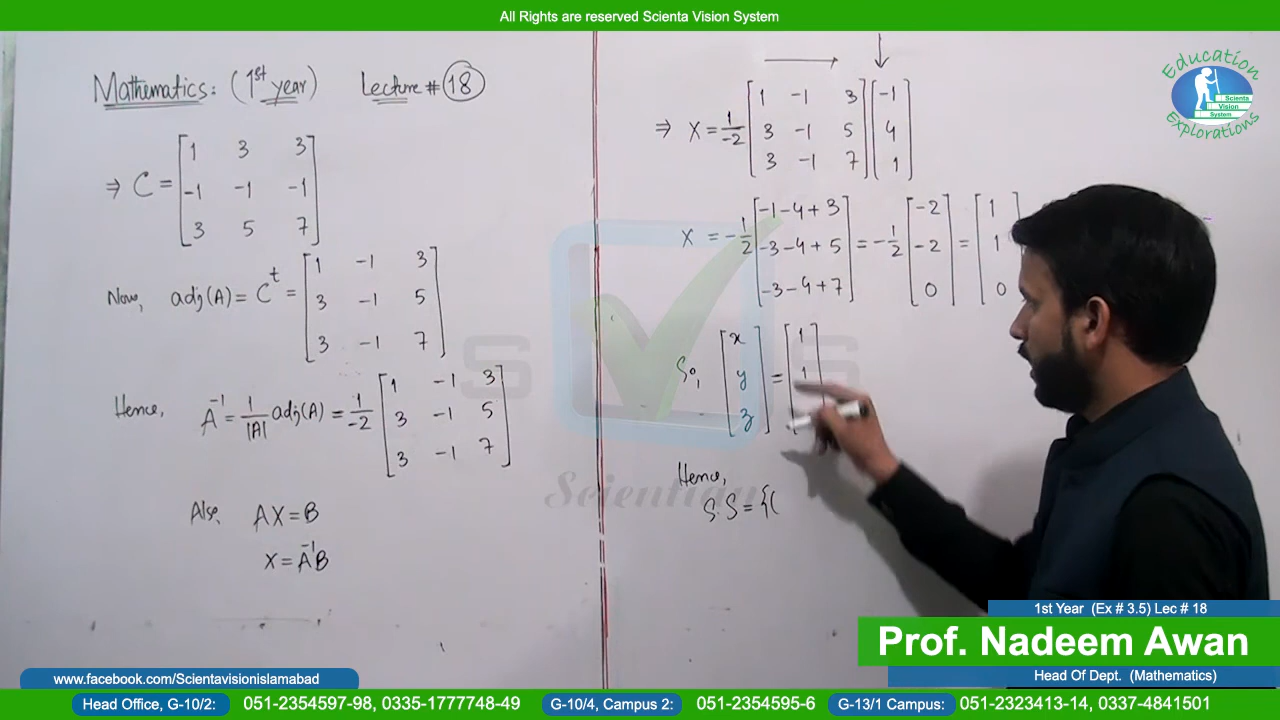 All Rights are reserved Scienta Vision System
Mathematics: (1st year) Lecture # 18
⇒ C = [1 3 3
-1 -1 -1
3 5 7]
Now, adj(A) = C^t = [1 -1 3
3 -1 5
3 -1 7]
Hence, A^-1 = 1/|A| adj(A) = 1/-2 [1 -1 3
3 -1 5
3 -1 7]
Also, AX = B
X = A^-1 B
⇒ X = 1/-2 [1 -1 3
3 -1 5
3 -1 7] [-1
4
1]
X = -1/2 [-1-4+3
-3-4+5
-3-4+7] = -1/2 [-2
-2
0] = [1
1
0
So, [x
y
z] = [1
1
Hence,
S.S = {(
Education
Scienta
Vision
System
Explorations
S S
Scientian
1st Year (Ex # 3.5) Lec # 18
Prof. Nadeem Awan
Head Of Dept. (Mathematics)
www.facebook.com/Scientavisionislamabad
Head Office, G-10/2: 051-2354597-98, 0335-1777748-49 G-10/4, Campus 2: 051-2354595-6 G-13/1 Campus: 051-2323413-14, 0337-4841501